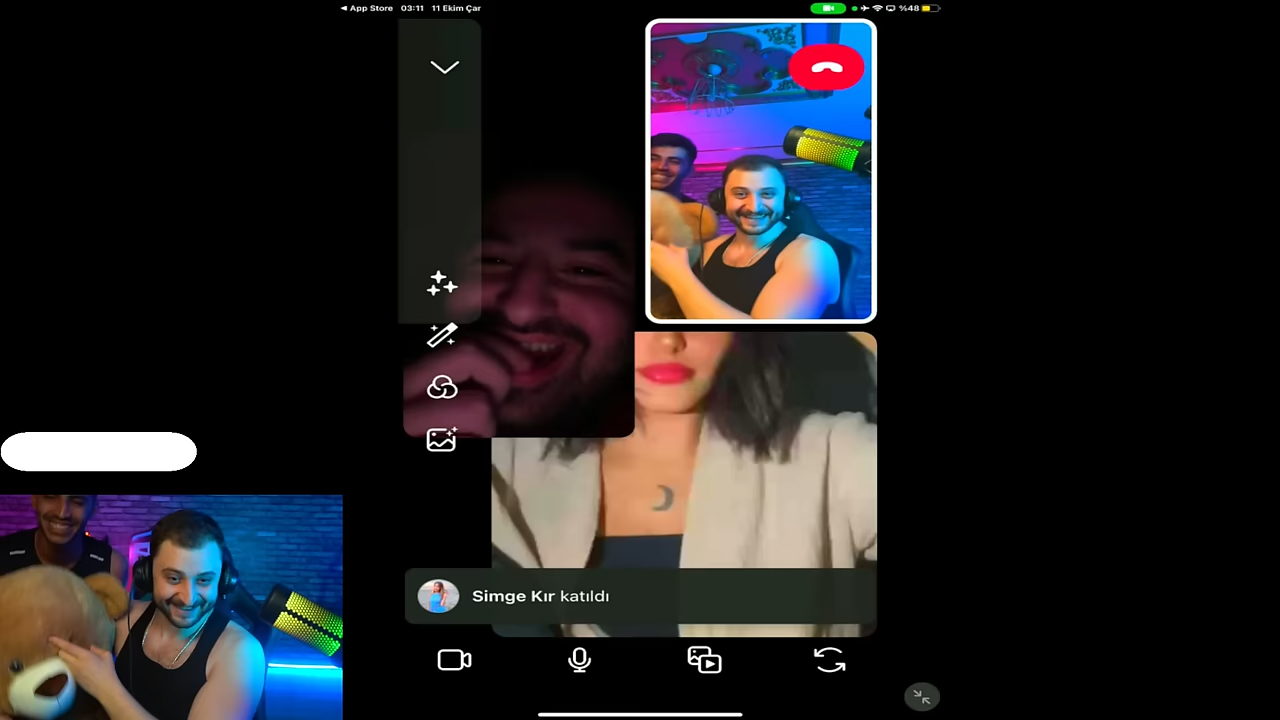 ◀ App Store 03:11 11 Ekim Çar %48
Simge Kır katıldı